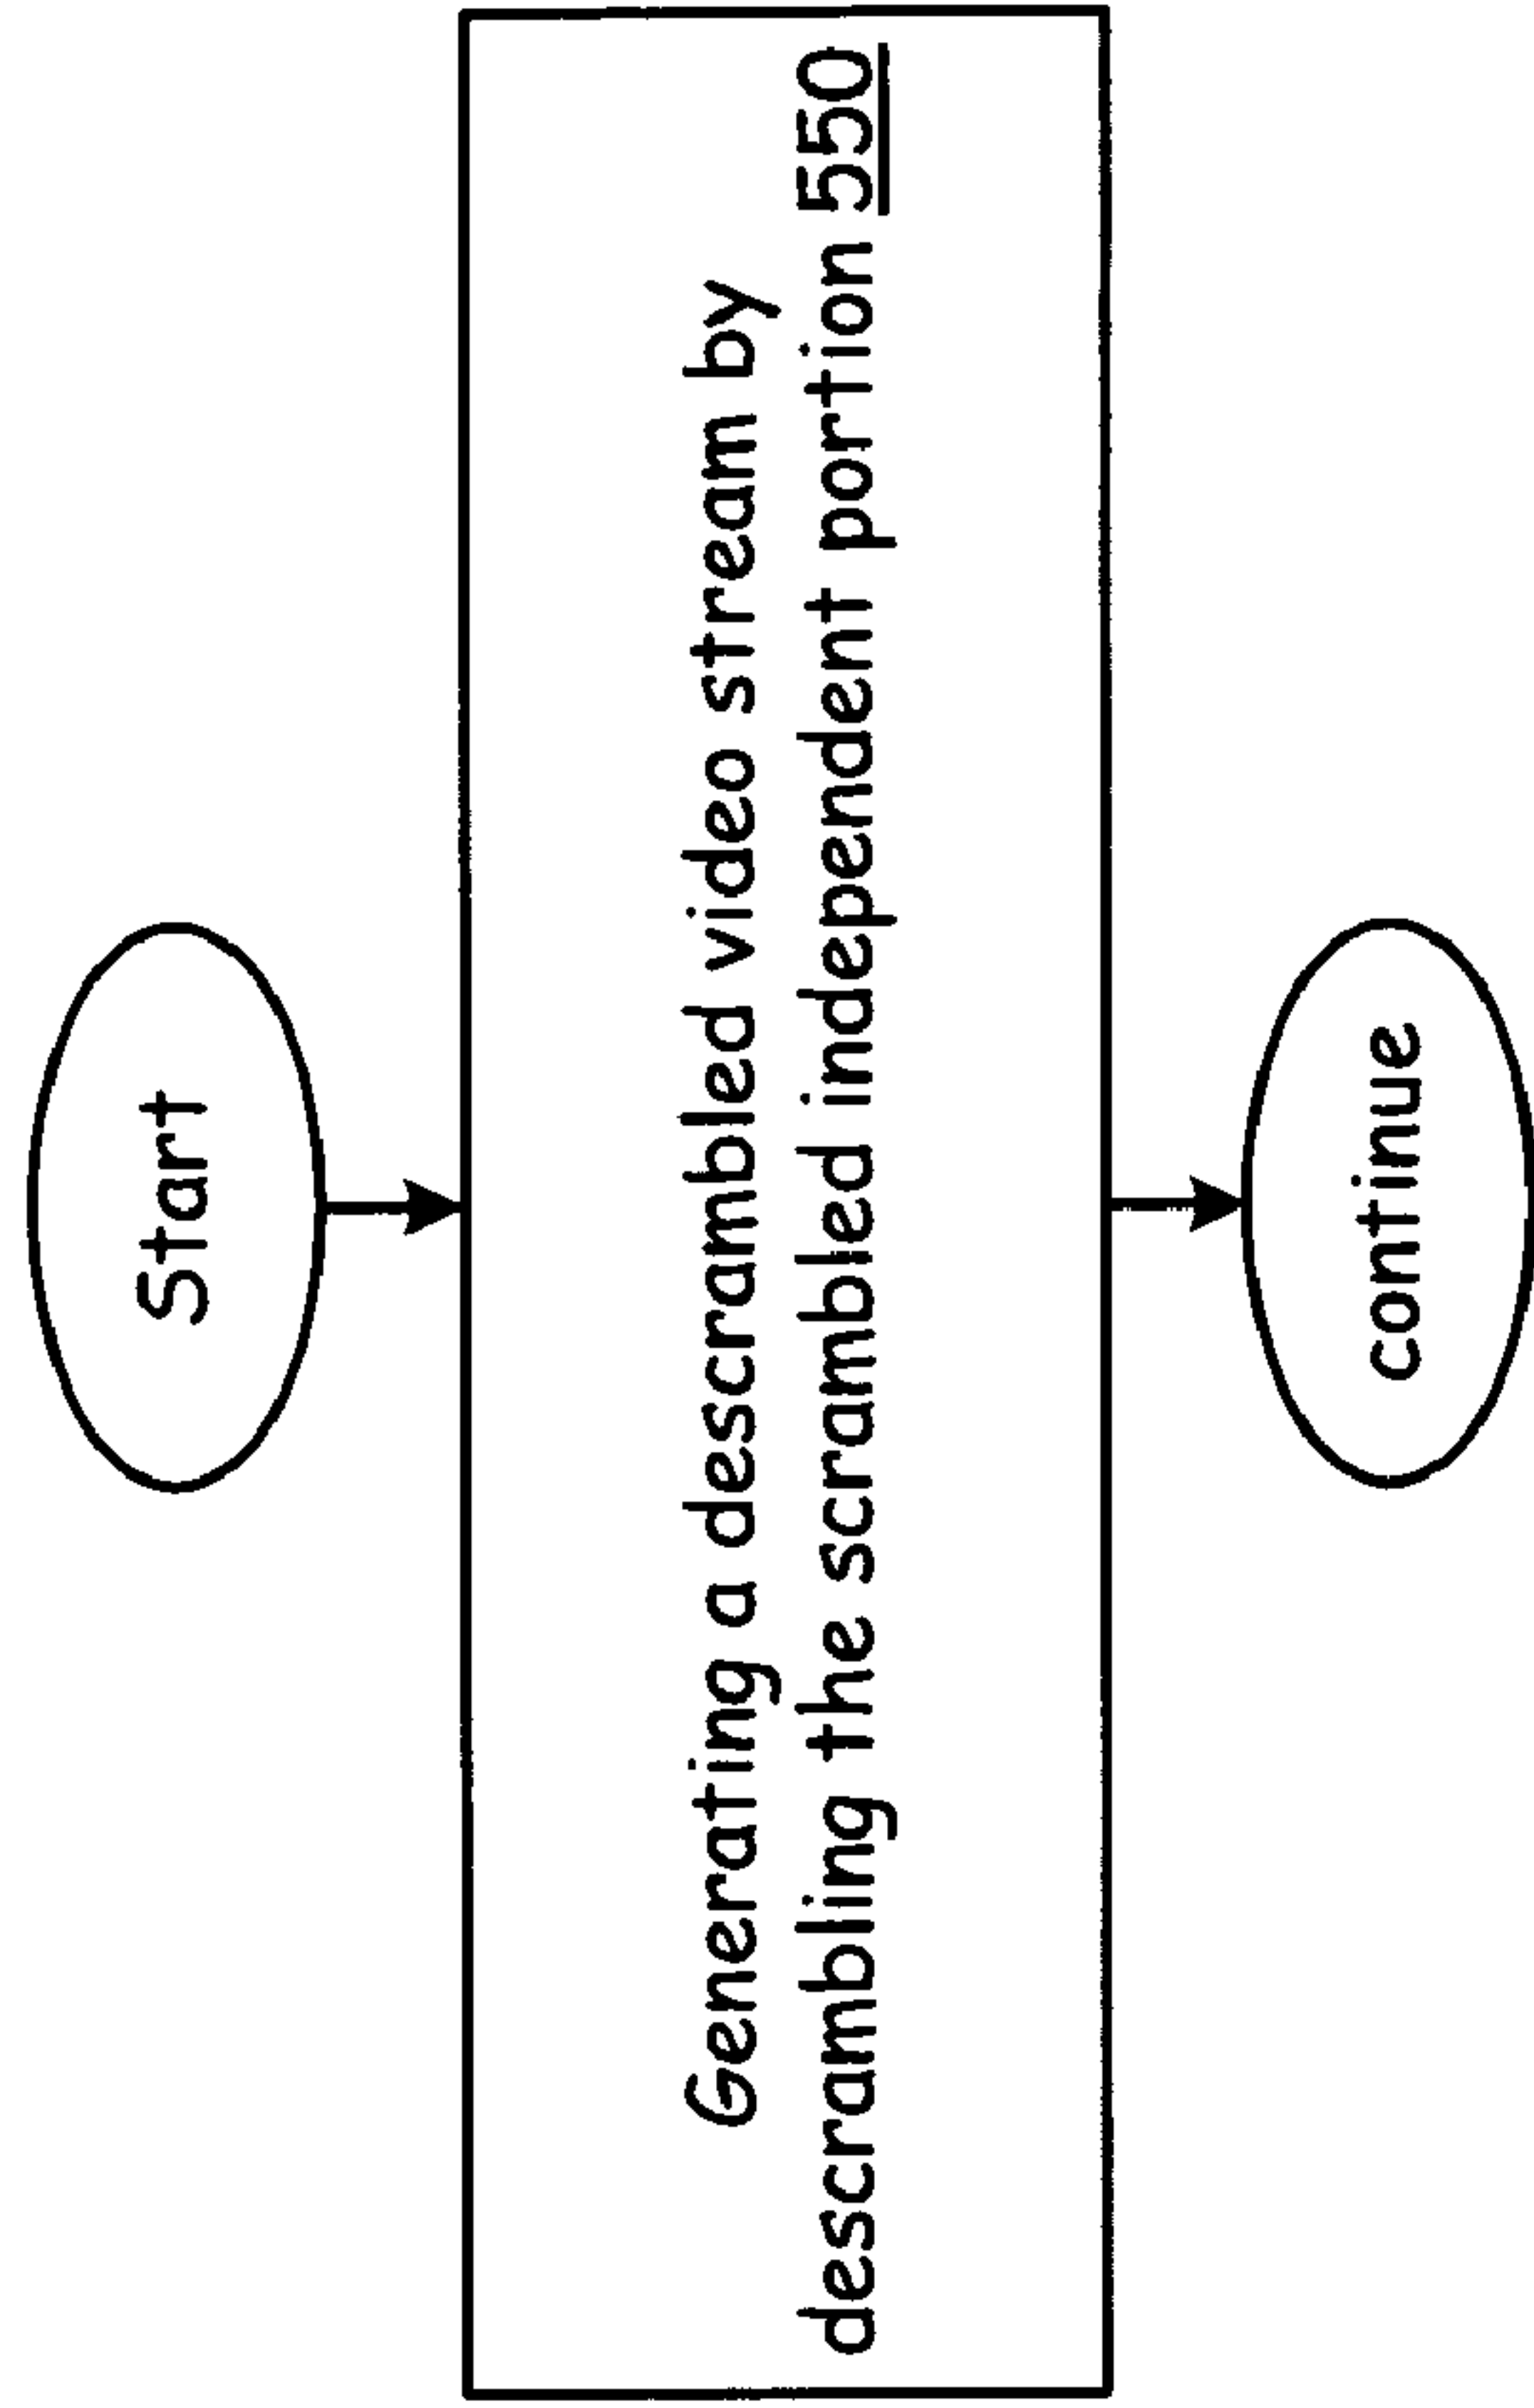 Start
Generating a descrambled video stream by
descrambling the scrambled independent portion 550
continue